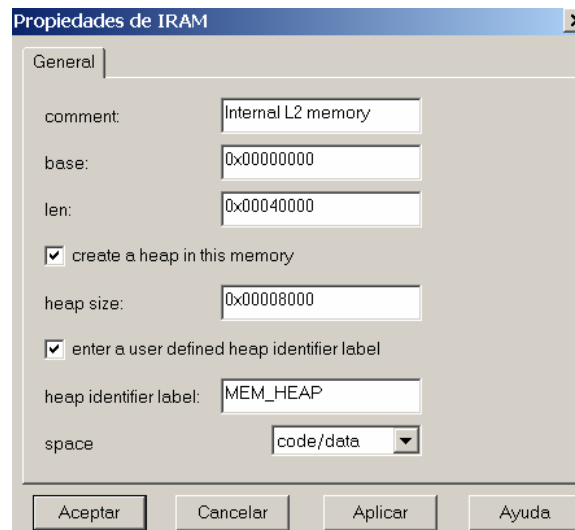 Propiedades de IRAM
General
comment: Internal L2 memory
base: 0x00000000
len: 0x00040000
create a heap in this memory
heap size: 0x00008000
enter a user defined heap identifier label
heap identifier label: MEM_HEAP
space code/data
Aceptar Cancelar Aplicar Ayuda